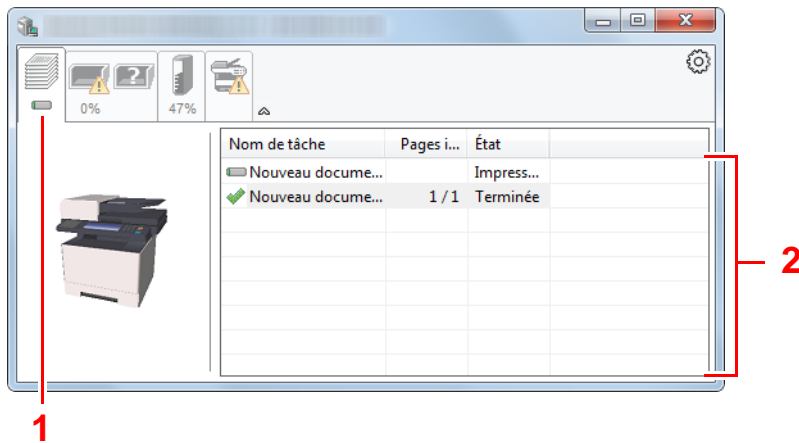 0%
47%
Nom de tâche Pages i... État
Nouveau docume... Impress...
Nouveau docume... 1 / 1 Terminée
2
1